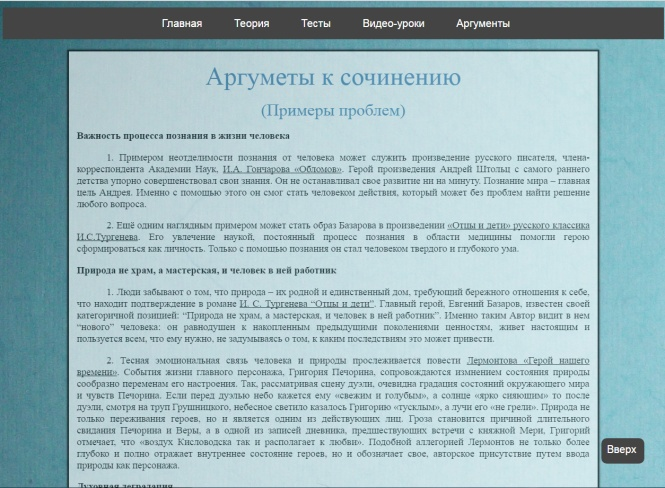 Главная Теория Тесты Видео-уроки Аргументы
Аргуметы к сочинению
(Примеры проблем)
Важность процесса познания в жизни человека
1. Примером неотделимости познания от человека может служить произведение русского писателя, члена-
корреспондента Академии Наук, И.А. Гончарова «Обломов». Герой произведения Андрей Штольц с самого раннего
детства упорно совершенствовал свои знания. Он не останавливал свое развитие ни на минуту. Познание мира – главная
цель Андрея. Именно с помощью этого он смог стать человеком действия, который может без проблем найти решение
любого вопроса.
2. Ещё одним наглядным примером может стать образ Базарова в произведении «Отцы и дети» русского классика
И.С.Тургенева. Его увлечение наукой, постоянный процесс познания в области медицины помогли герою
сформироваться как личность. Только с помощью познания он стал человеком твердого и глубокого ума.
Природа не храм, а мастерская, и человек в ней работник
1. Люди забывают о том, что природа – их родной и единственный дом, требующий бережного отношения к себе,
что находит подтверждение в романе И. С. Тургенева “Отцы и дети”. Главный герой, Евгений Базаров, известен своей
категоричной позицией: “Природа не храм, а мастерская, и человек в ней работник”. Именно таким Автор видит в нем
“нового” человека: он равнодушен к накопленным предыдущими поколениями ценностям, живет настоящим и
пользуется всем, что ему нужно, не задумываясь о том, к каким последствиям это может привести.
2. Тесная эмоциональная связь человека и природы прослеживается повести Лермонтова «Герой нашего
времени». События жизни главного персонажа, Григория Печорина, сопровождаются измнением состояния природы
сообразно переменам его настроения. Так, рассматривая сцену дуэли, очевидна градация состояний окружающего мира
и чувств Печорина. Если перед дуэлью небо кажется ему «свежим и голубым», а солнце «ярко сияющим» то после
дуэли, смотря на труп Грушницкого, небесное светило казалось Григорию «тусклым», а лучи его «не грели». Природа не
только переживания героев, но и является одним из действующих лиц. Гроза становится причиной длительного
свидания Печорина и Веры, а в одной из записей дневника, предшествующих встречи с княжной Мери, Григорий
отмечает, что «воздух Кисловодска так и располагает к любви». Подобной аллегорией Лермонтов не только более
глубоко и полно отражает внутреннее состояние героев, но и обозначает свое, авторское присутствие путем ввода
природы как персонажа.
Вверх
Духовная деградация